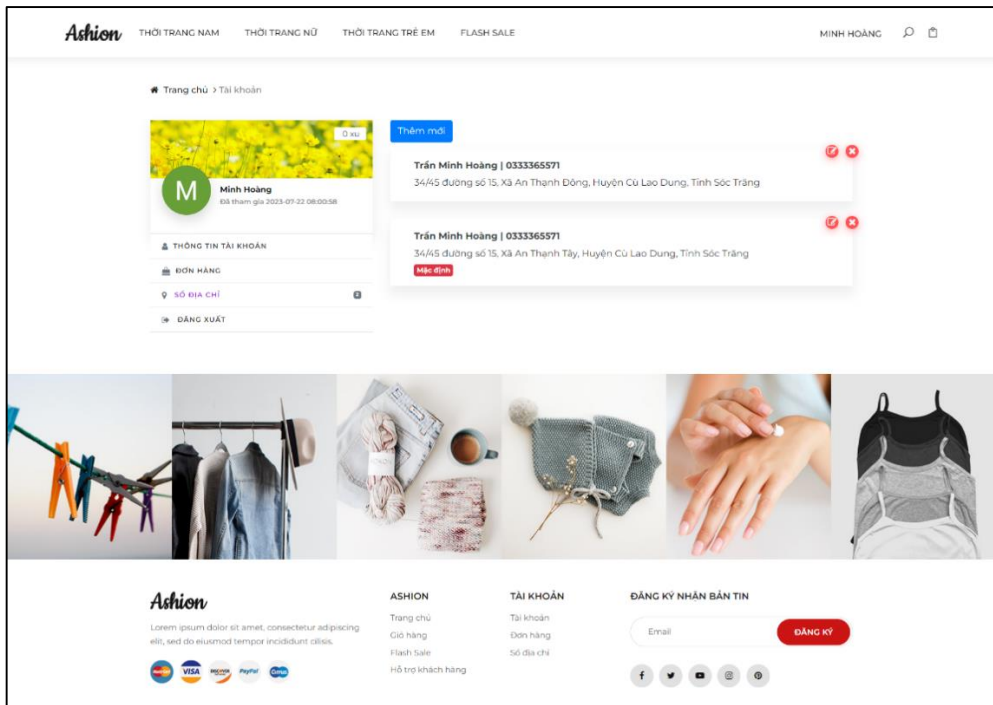 Ashion THỜI TRANG NAM THỜI TRANG NỮ THỜI TRANG TRẺ EM FLASH SALE MINH HOÀNG
Trang chủ > Tài khoản
0 xu
M
Minh Hoàng
Đã tham gia 2023-07-22 08:00:58
THÔNG TIN TÀI KHOẢN
ĐƠN HÀNG
SỔ ĐỊA CHỈ 2
ĐĂNG XUẤT
Thêm mới
Trần Minh Hoàng | 0333365571
34/45 đường số 15, Xã An Thạnh Đông, Huyện Cù Lao Dung, Tỉnh Sóc Trăng
Trần Minh Hoàng | 0333365571
34/45 đường số 15, Xã An Thạnh Tây, Huyện Cù Lao Dung, Tỉnh Sóc Trăng
Mặc định
Ashion
Lorem ipsum dolor sit amet, consectetur adipiscing
elit, sed do eiusmod tempor incididunt cilisis.
VISA DISCOVER PayPal Cirrus
ASHION
Trang chủ
Giỏ hàng
Flash Sale
Hỗ trợ khách hàng
TÀI KHOẢN
Tài khoản
Đơn hàng
Sổ địa chỉ
ĐĂNG KÝ NHẬN BẢN TIN
Email ĐĂNG KÝ